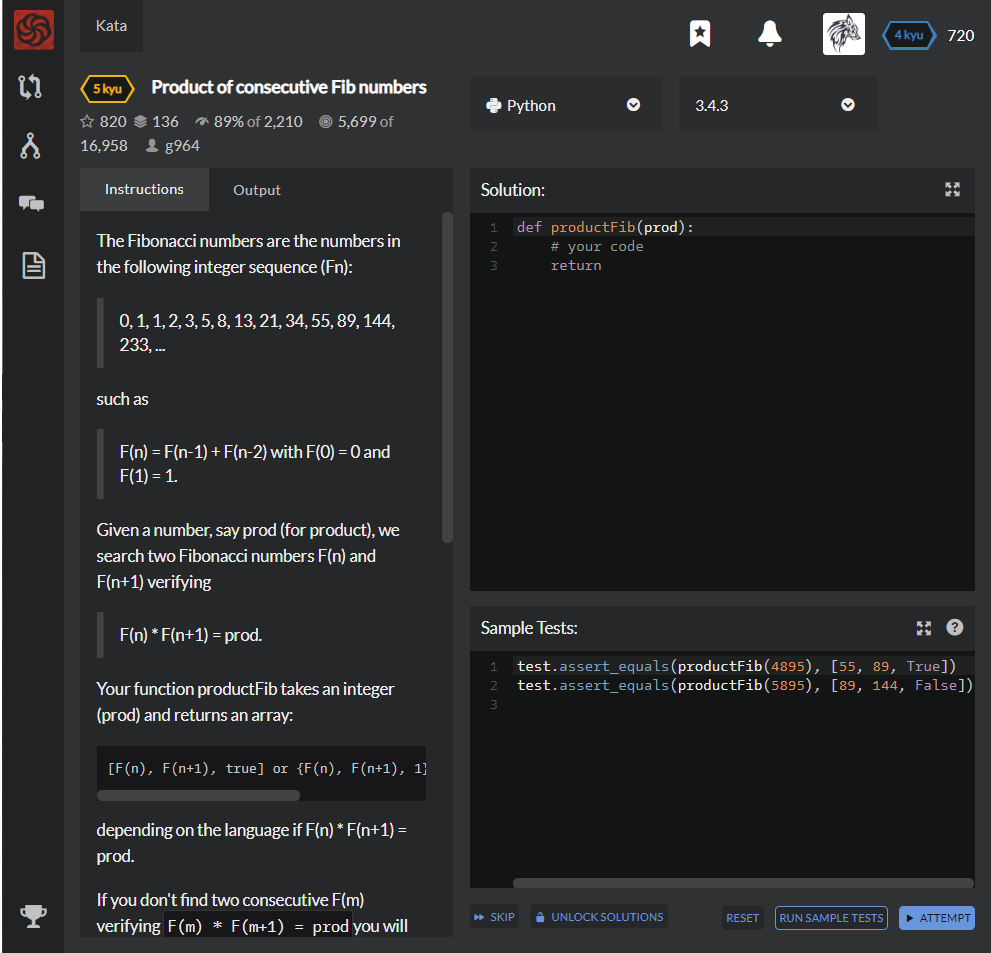 Kata
4 kyu 720
5 kyu Product of consecutive Fib numbers
820 136 89% of 2,210 5,699 of
16,958 g964
Python
3.4.3
Instructions Output
The Fibonacci numbers are the numbers in
the following integer sequence (Fn):
0, 1, 1, 2, 3, 5, 8, 13, 21, 34, 55, 89, 144,
233, ...
such as
F(n) = F(n-1) + F(n-2) with F(0) = 0 and
F(1) = 1.
Given a number, say prod (for product), we
search two Fibonacci numbers F(n) and
F(n+1) verifying
F(n) * F(n+1) = prod.
Your function productFib takes an integer
(prod) and returns an array:
[F(n), F(n+1), true] or {F(n), F(n+1), 1}
depending on the language if F(n) * F(n+1) =
prod.
If you don't find two consecutive F(m)
verifying F(m) * F(m+1) = prod you will
Solution:
1 def productFib(prod):
2 # your code
3 return
Sample Tests:
1 test.assert_equals(productFib(4895), [55, 89, True])
2 test.assert_equals(productFib(5895), [89, 144, False])
3
SKIP UNLOCK SOLUTIONS RESET RUN SAMPLE TESTS ATTEMPT